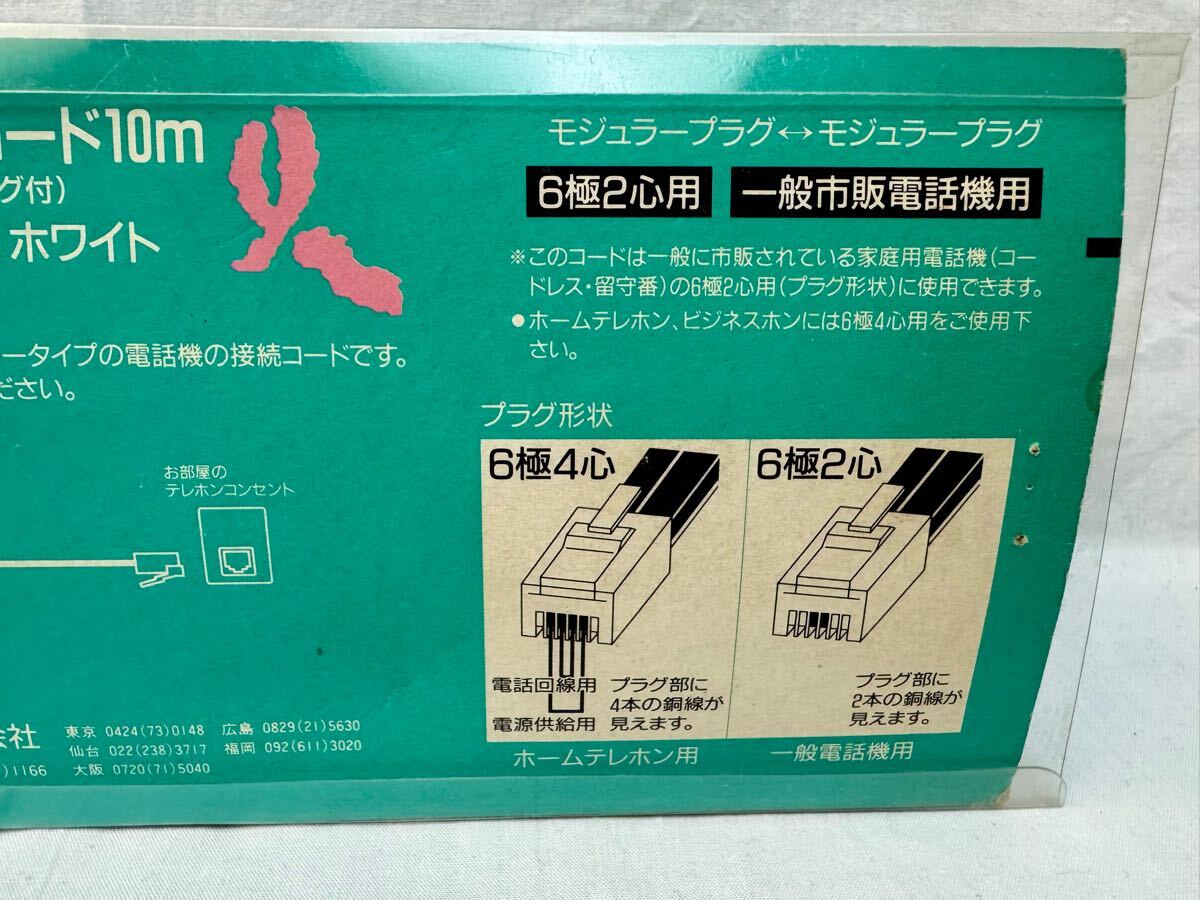 コード10m
グ付)
ホワイト
ータイプの電話機の接続コードです。
ださい。
お部屋の
テレホンコンセント
会社
東京 0424(73)0148 広島 0829(21)5630
仙台 022(238)3717 福岡 092(611)3020
)1166 大阪 0720(71)5040
モジュラープラグ↔モジュラープラグ
6極2心用 一般市販電話機用
※このコードは一般に市販されている家庭用電話機(コー
ドレス・留守番)の6極2心用(プラグ形状)に使用できます。
●ホームテレホン、ビジネスホンには6極4心用をご使用下
さい。
プラグ形状
6極4心
電話回線用
電源供給用
プラグ部に
4本の銅線が
見えます。
ホームテレホン用
6極2心
プラグ部に
2本の銅線が
見えます。
一般電話機用